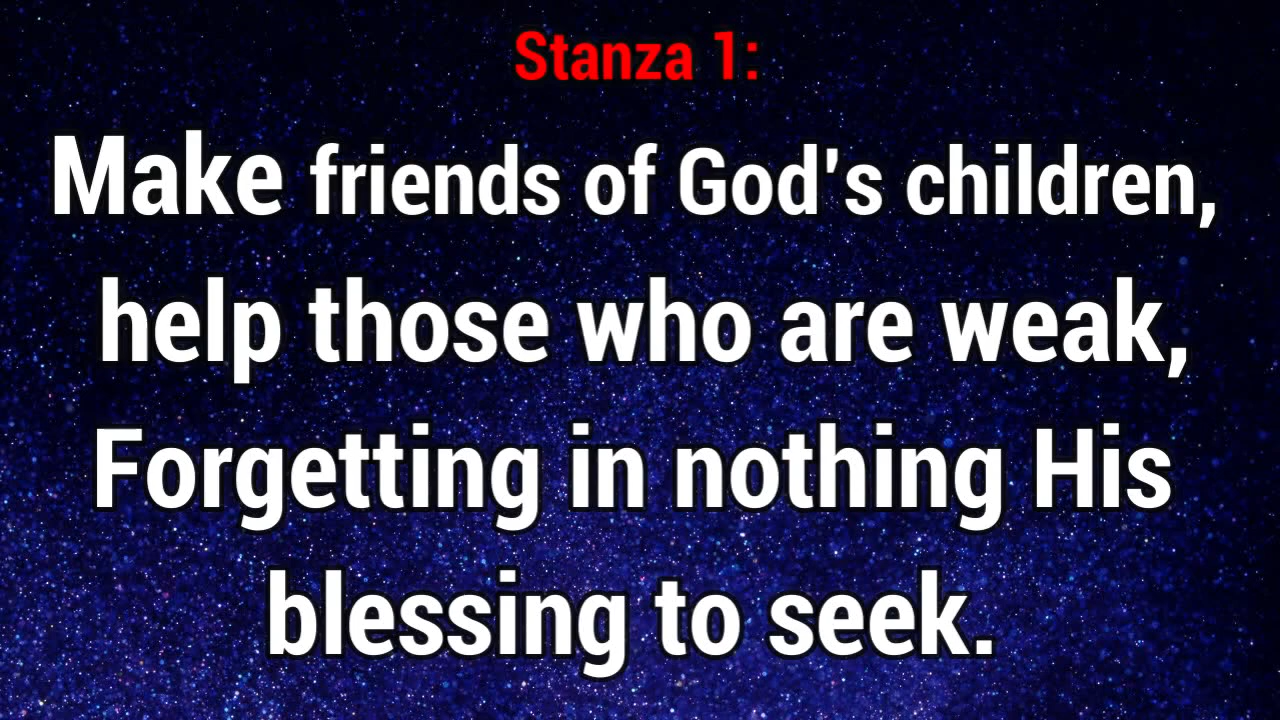 Stanza 1:
Make friends of God's children,
help those who are weak,
Forgetting in nothing His
blessing to seek.